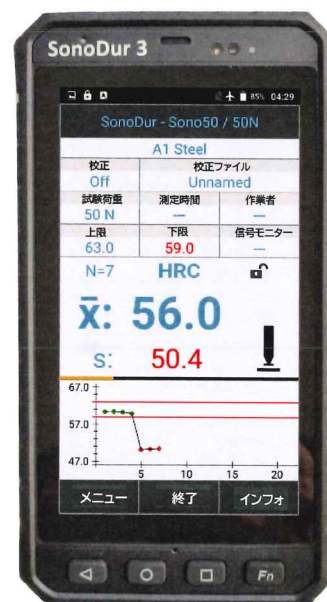 SonoDur 3
85% 04:29
SonoDur - Sono50 / 50N
A1 Steel
校正 校正ファイル
Off Unnamed
試験荷重 測定時間 作業者
50 N --- ---
上限 下限 信号モニター
63.0 59.0 ---
N=7 HRC
x̄: 56.0
s: 50.4
67.0
57.0
47.0
5 10 15 20
メニュー 終了 インフォ
Fn